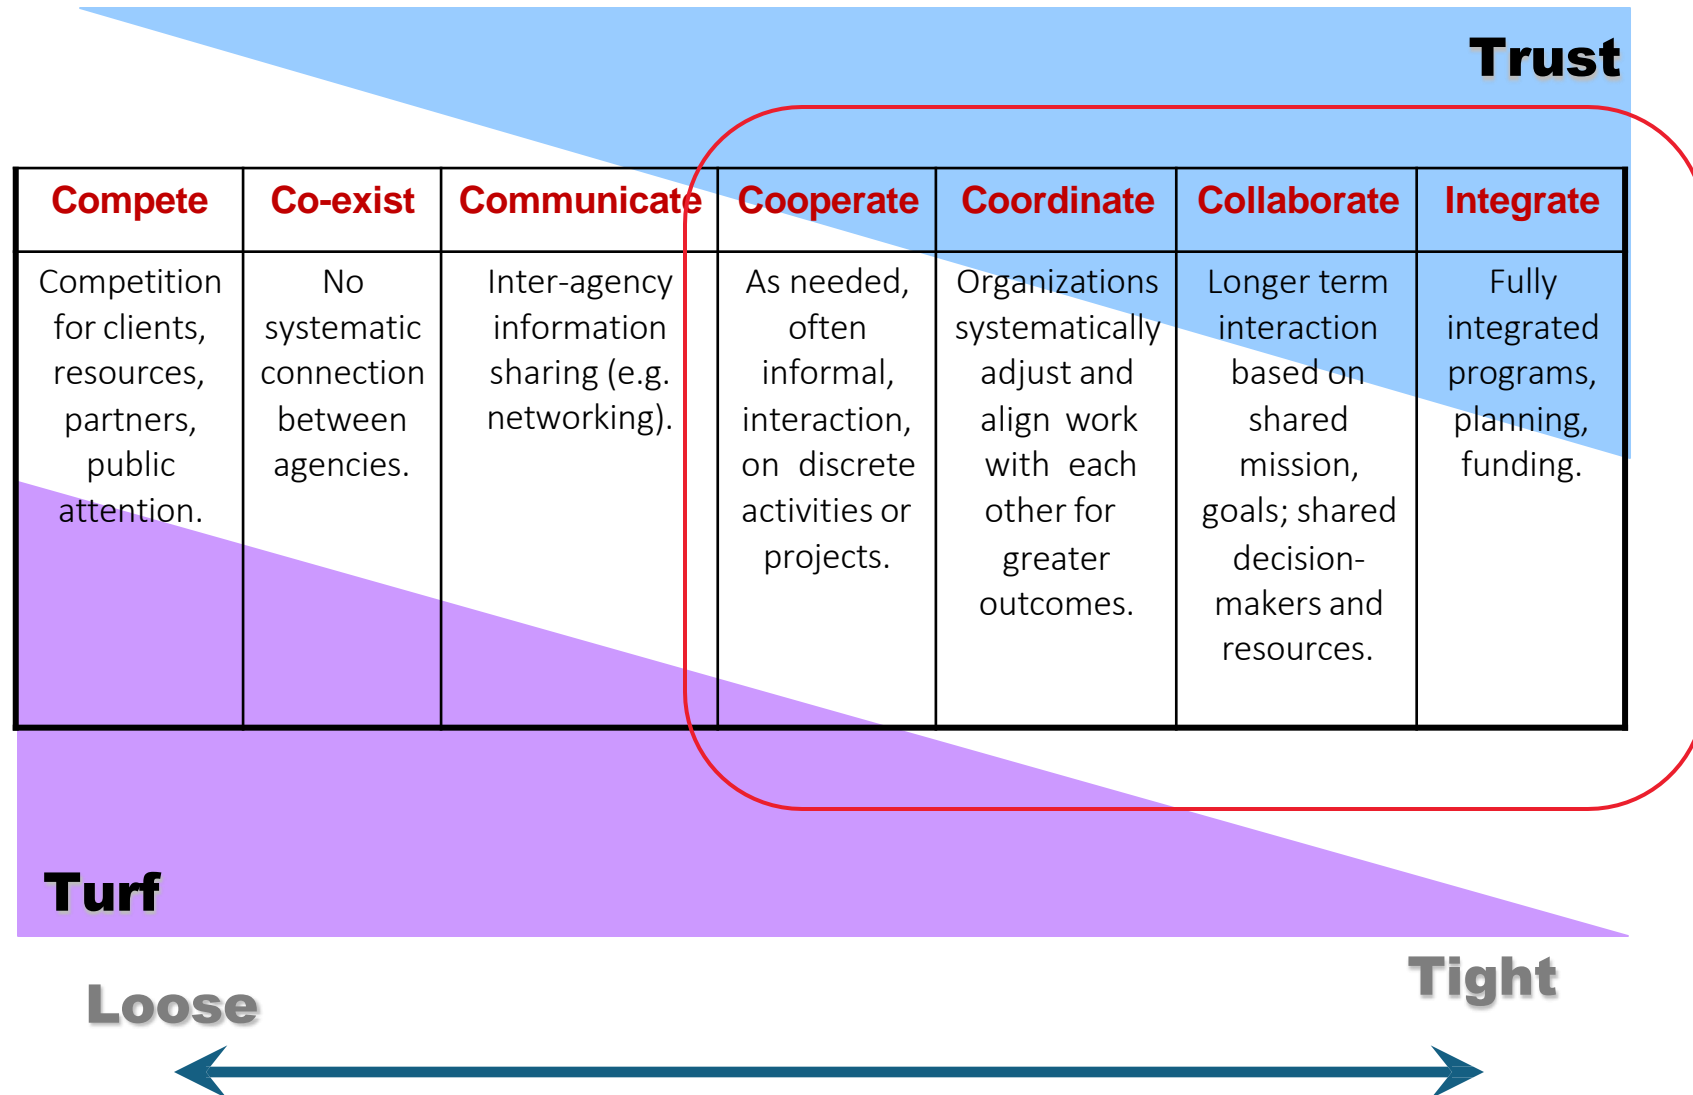 Trust
Compete
Co-exist
Communicate
Cooperate
Coordinate
Collaborate
Integrate
Competition
for clients,
resources,
partners,
public
attention.
No
systematic
connection
between
agencies.
Inter-agency
information
sharing (e.g.
networking).
As needed,
often
informal,
interaction,
on discrete
activities or
projects.
Organizations
systematically
adjust and
align work
with each
other for
greater
outcomes.
Longer term
interaction
based on
shared
mission,
goals; shared
decision-
makers and
resources.
Fully
integrated
programs,
planning,
funding.
Turf
Loose
Tight